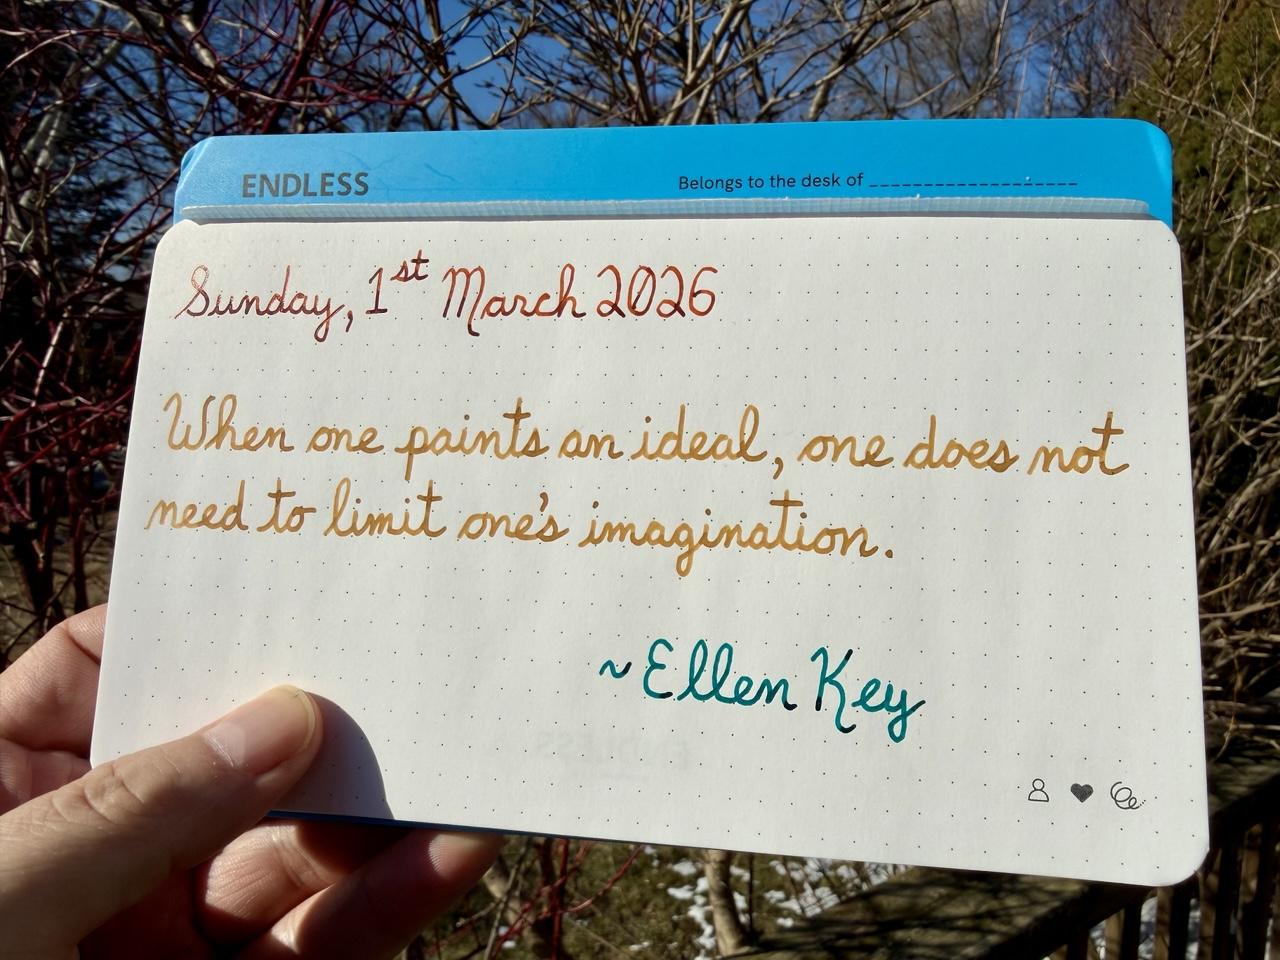 ENDLESS
Belongs to the desk of
Sunday, 1st March 2026
When one paints an ideal, one does not
need to limit one's imagination.
~Ellen Key